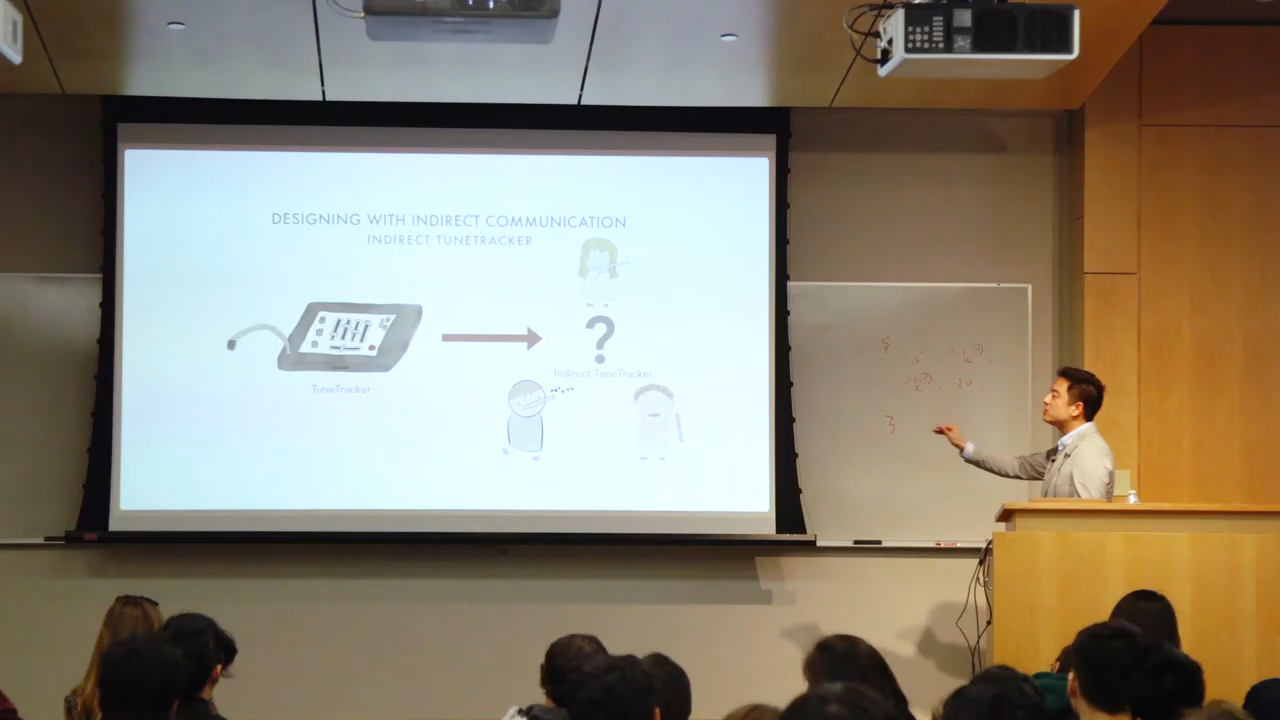 DESIGNING WITH INDIRECT COMMUNICATION
INDIRECT TUNETRACKER
?
Indirect TuneTracker
TuneTracker